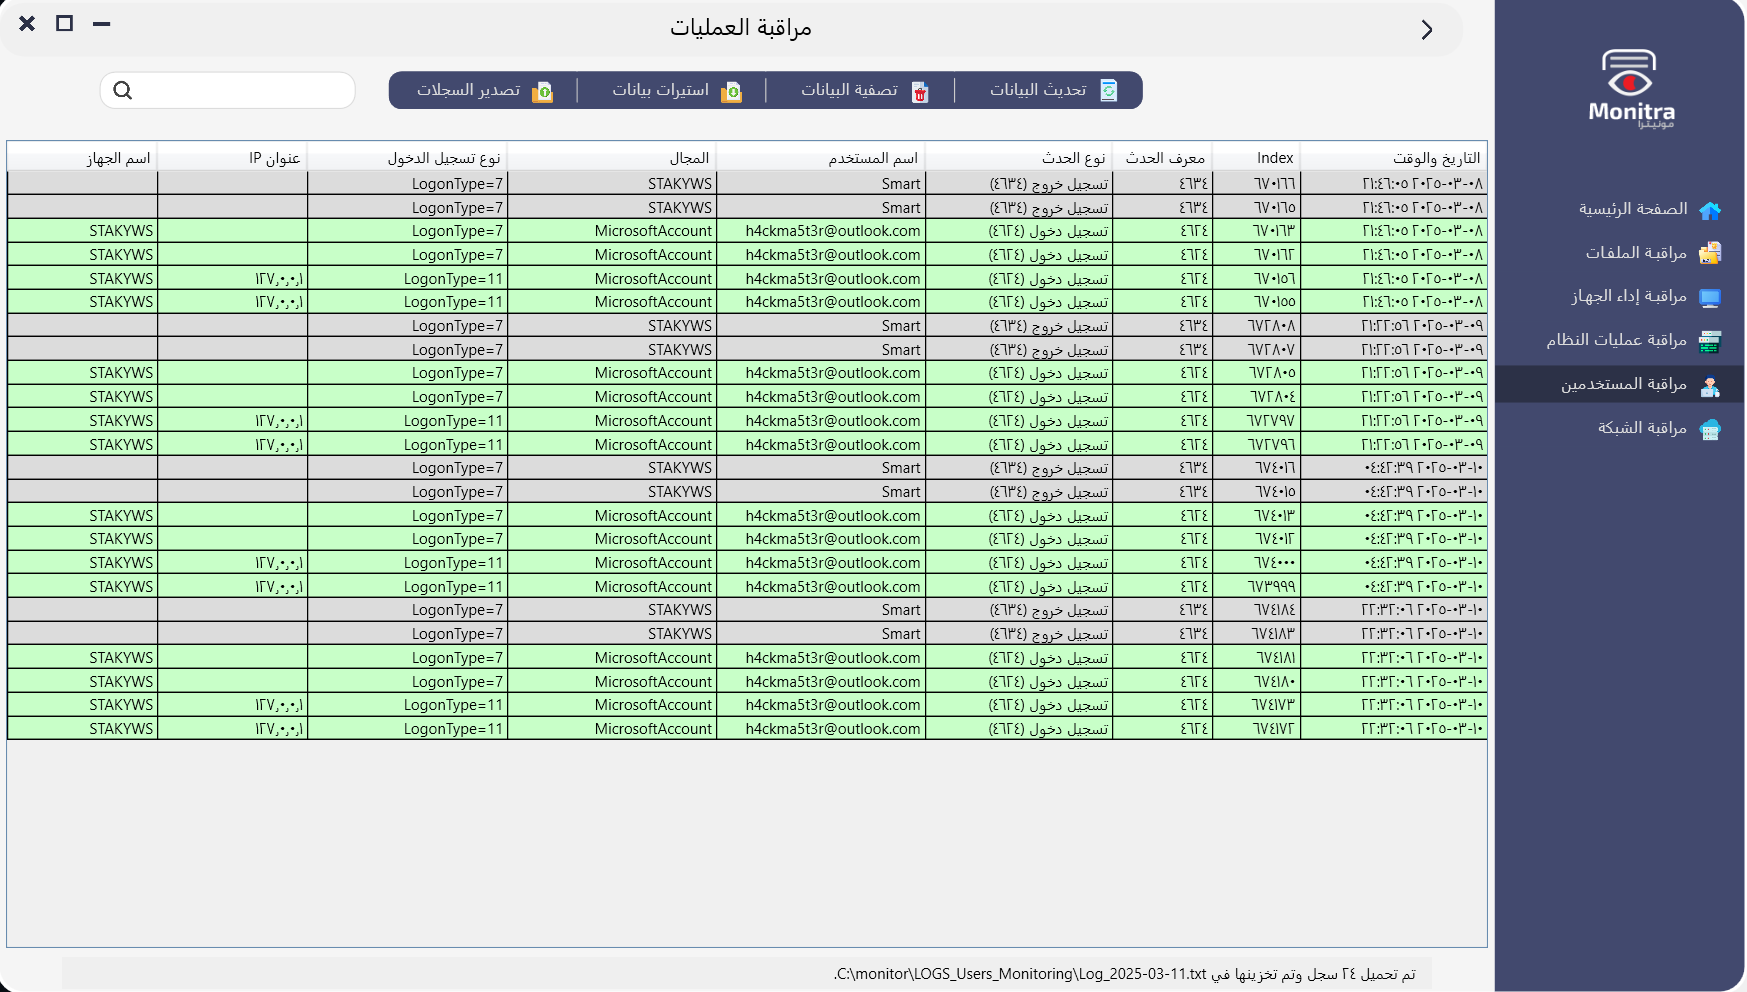 مراقبة العمليات
Monitra
مونيترا
تحديث البيانات تصفية البيانات استيرات بيانات تصدير السجلات
الصفحة الرئيسية
مراقبة الملفات
مراقبة إداء الجهاز
مراقبة عمليات النظام
مراقبة المستخدمين
مراقبة الشبكة
التاريخ والوقت Index معرف الحدث نوع الحدث اسم المستخدم المجال نوع تسجيل الدخول عنوان IP اسم الجهاز
٢٠٢٥-٠٣-٠٨ ٢١:٤٦:٠٥ ٦٧٠١٦٦ ٤٦٣٤ تسجيل خروج (٤٦٣٤) Smart STAKYWS LogonType=7
٢٠٢٥-٠٣-٠٨ ٢١:٤٦:٠٥ ٦٧٠١٦٥ ٤٦٣٤ تسجيل خروج (٤٦٣٤) Smart STAKYWS LogonType=7
٢٠٢٥-٠٣-٠٨ ٢١:٤٦:٠٥ ٦٧٠١٦٣ ٤٦٢٤ تسجيل دخول (٤٦٢٤) h4ckma5t3r@outlook.com MicrosoftAccount LogonType=7 STAKYWS
٢٠٢٥-٠٣-٠٨ ٢١:٤٦:٠٥ ٦٧٠١٦٢ ٤٦٢٤ تسجيل دخول (٤٦٢٤) h4ckma5t3r@outlook.com MicrosoftAccount LogonType=7 STAKYWS
٢٠٢٥-٠٣-٠٨ ٢١:٤٦:٠٥ ٦٧٠١٥٦ ٤٦٢٤ تسجيل دخول (٤٦٢٤) h4ckma5t3r@outlook.com MicrosoftAccount LogonType=11 ١٢٧٫٠٫٠٫١ STAKYWS
٢٠٢٥-٠٣-٠٨ ٢١:٤٦:٠٥ ٦٧٠١٥٥ ٤٦٢٤ تسجيل دخول (٤٦٢٤) h4ckma5t3r@outlook.com MicrosoftAccount LogonType=11 ١٢٧٫٠٫٠٫١ STAKYWS
٢٠٢٥-٠٣-٠٩ ٢١:٢٢:٥٦ ٦٧٢٨٠٨ ٤٦٣٤ تسجيل خروج (٤٦٣٤) Smart STAKYWS LogonType=7
٢٠٢٥-٠٣-٠٩ ٢١:٢٢:٥٦ ٦٧٢٨٠٧ ٤٦٣٤ تسجيل خروج (٤٦٣٤) Smart STAKYWS LogonType=7
٢٠٢٥-٠٣-٠٩ ٢١:٢٢:٥٦ ٦٧٢٨٠٥ ٤٦٢٤ تسجيل دخول (٤٦٢٤) h4ckma5t3r@outlook.com MicrosoftAccount LogonType=7 STAKYWS
٢٠٢٥-٠٣-٠٩ ٢١:٢٢:٥٦ ٦٧٢٨٠٤ ٤٦٢٤ تسجيل دخول (٤٦٢٤) h4ckma5t3r@outlook.com MicrosoftAccount LogonType=7 STAKYWS
٢٠٢٥-٠٣-٠٩ ٢١:٢٢:٥٦ ٦٧٢٧٩٧ ٤٦٢٤ تسجيل دخول (٤٦٢٤) h4ckma5t3r@outlook.com MicrosoftAccount LogonType=11 ١٢٧٫٠٫٠٫١ STAKYWS
٢٠٢٥-٠٣-٠٩ ٢١:٢٢:٥٦ ٦٧٢٧٩٦ ٤٦٢٤ تسجيل دخول (٤٦٢٤) h4ckma5t3r@outlook.com MicrosoftAccount LogonType=11 ١٢٧٫٠٫٠٫١ STAKYWS
٢٠٢٥-٠٣-١٠ ٠٤:٤٢:٣٩ ٦٧٤٠١٦ ٤٦٣٤ تسجيل خروج (٤٦٣٤) Smart STAKYWS LogonType=7
٢٠٢٥-٠٣-١٠ ٠٤:٤٢:٣٩ ٦٧٤٠١٥ ٤٦٣٤ تسجيل خروج (٤٦٣٤) Smart STAKYWS LogonType=7
٢٠٢٥-٠٣-١٠ ٠٤:٤٢:٣٩ ٦٧٤٠١٣ ٤٦٢٤ تسجيل دخول (٤٦٢٤) h4ckma5t3r@outlook.com MicrosoftAccount LogonType=7 STAKYWS
٢٠٢٥-٠٣-١٠ ٠٤:٤٢:٣٩ ٦٧٤٠١٢ ٤٦٢٤ تسجيل دخول (٤٦٢٤) h4ckma5t3r@outlook.com MicrosoftAccount LogonType=7 STAKYWS
٢٠٢٥-٠٣-١٠ ٠٤:٤٢:٣٩ ٦٧٤٠٠٠ ٤٦٢٤ تسجيل دخول (٤٦٢٤) h4ckma5t3r@outlook.com MicrosoftAccount LogonType=11 ١٢٧٫٠٫٠٫١ STAKYWS
٢٠٢٥-٠٣-١٠ ٠٤:٤٢:٣٩ ٦٧٣٩٩٩ ٤٦٢٤ تسجيل دخول (٤٦٢٤) h4ckma5t3r@outlook.com MicrosoftAccount LogonType=11 ١٢٧٫٠٫٠٫١ STAKYWS
٢٠٢٥-٠٣-١٠ ٢٢:٣٢:٠٦ ٦٧٤١٨٤ ٤٦٣٤ تسجيل خروج (٤٦٣٤) Smart STAKYWS LogonType=7
٢٠٢٥-٠٣-١٠ ٢٢:٣٢:٠٦ ٦٧٤١٨٣ ٤٦٣٤ تسجيل خروج (٤٦٣٤) Smart STAKYWS LogonType=7
٢٠٢٥-٠٣-١٠ ٢٢:٣٢:٠٦ ٦٧٤١٨١ ٤٦٢٤ تسجيل دخول (٤٦٢٤) h4ckma5t3r@outlook.com MicrosoftAccount LogonType=7 STAKYWS
٢٠٢٥-٠٣-١٠ ٢٢:٣٢:٠٦ ٦٧٤١٨٠ ٤٦٢٤ تسجيل دخول (٤٦٢٤) h4ckma5t3r@outlook.com MicrosoftAccount LogonType=7 STAKYWS
٢٠٢٥-٠٣-١٠ ٢٢:٣٢:٠٦ ٦٧٤١٧٣ ٤٦٢٤ تسجيل دخول (٤٦٢٤) h4ckma5t3r@outlook.com MicrosoftAccount LogonType=11 ١٢٧٫٠٫٠٫١ STAKYWS
٢٠٢٥-٠٣-١٠ ٢٢:٣٢:٠٦ ٦٧٤١٧٢ ٤٦٢٤ تسجيل دخول (٤٦٢٤) h4ckma5t3r@outlook.com MicrosoftAccount LogonType=11 ١٢٧٫٠٫٠٫١ STAKYWS
تم تحميل ٢٤ سجل وتم تخزينها في C:\monitor\LOGS_Users_Monitoring\Log_2025-03-11.txt.